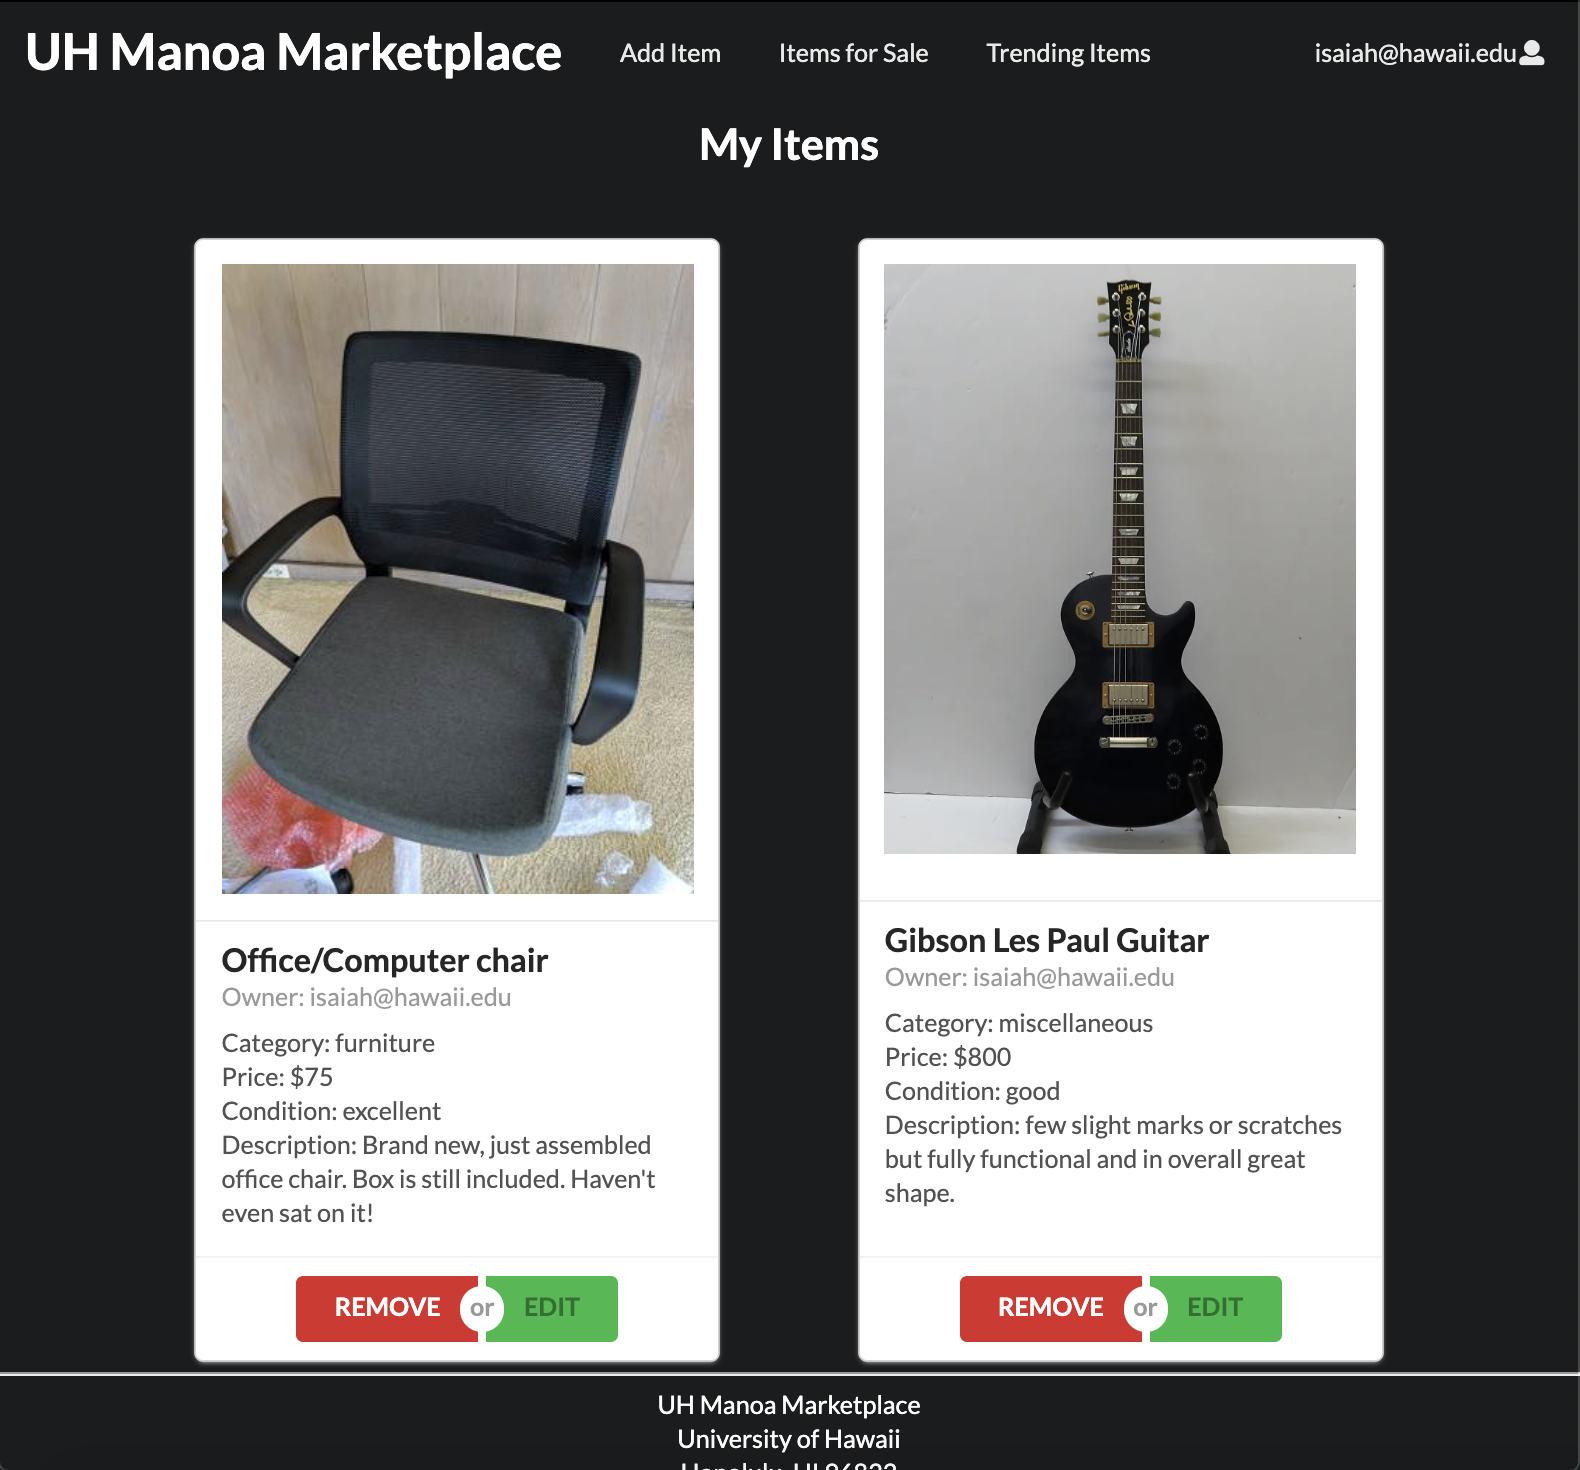 UH Manoa Marketplace
Add Item
Items for Sale
Trending Items
isaiah@hawaii.edu
My Items
Gibson
Office/Computer chair
Owner: isaiah@hawaii.edu
Category: furniture
Price: $75
Condition: excellent
Description: Brand new, just assembled
office chair. Box is still included. Haven't
even sat on it!
REMOVE or EDIT
Gibson Les Paul Guitar
Owner: isaiah@hawaii.edu
Category: miscellaneous
Price: $800
Condition: good
Description: few slight marks or scratches
but fully functional and in overall great
shape.
REMOVE or EDIT
UH Manoa Marketplace
University of Hawaii
Honolulu, HI 96822